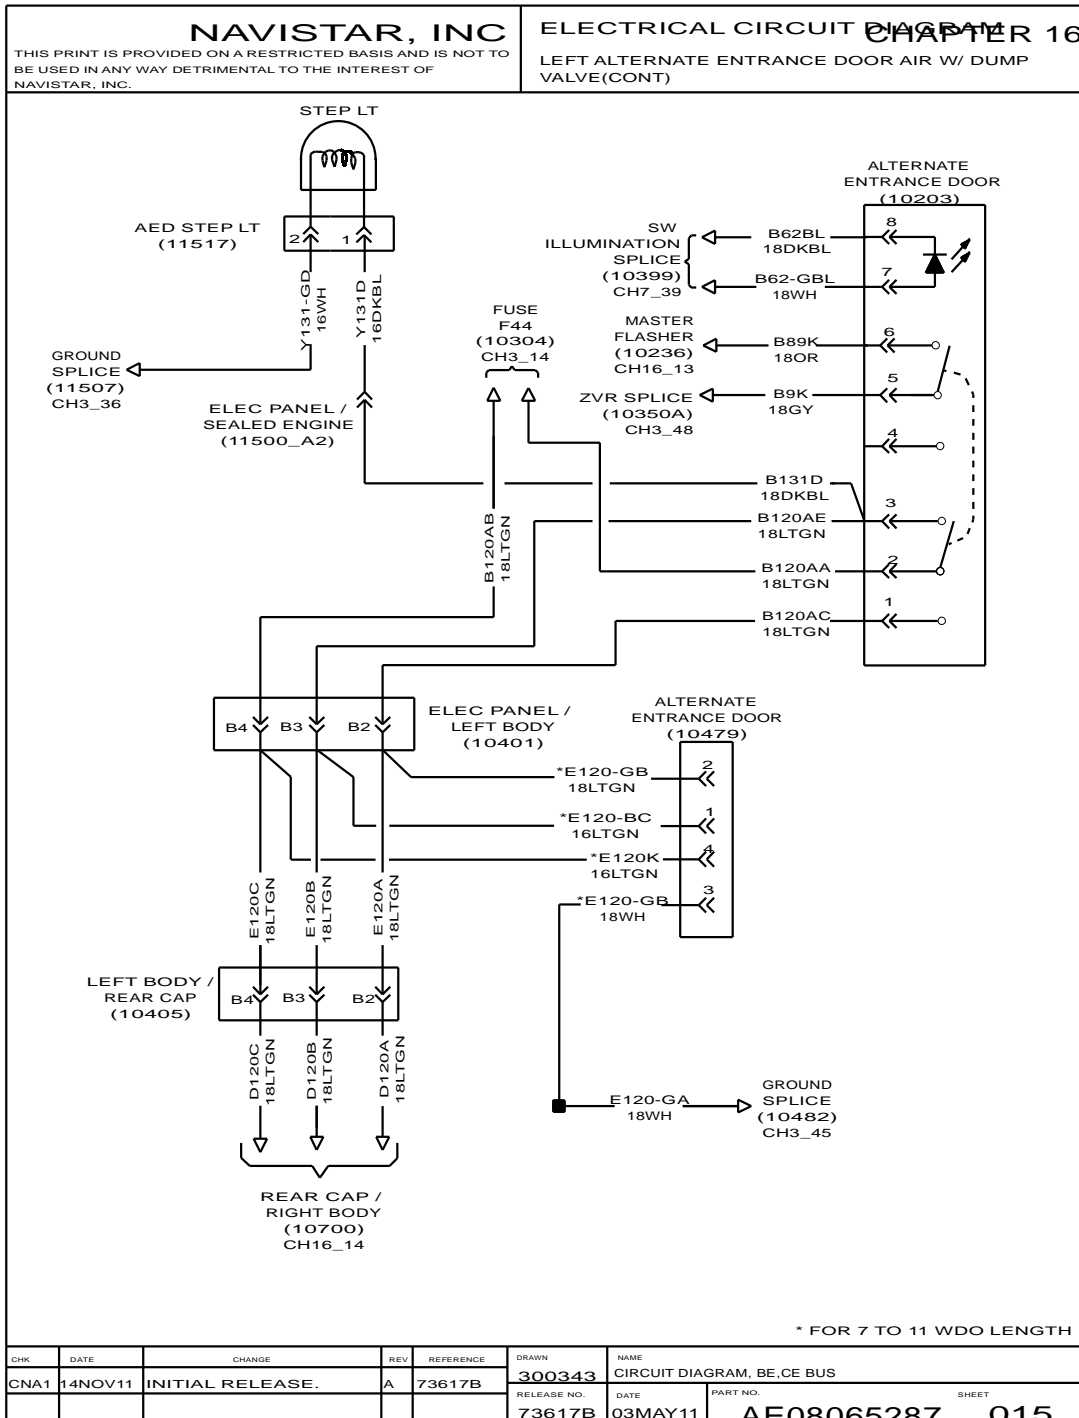 NAVISTAR, INC
THIS PRINT IS PROVIDED ON A RESTRICTED BASIS AND IS NOT TO
BE USED IN ANY WAY DETRIMENTAL TO THE INTEREST OF
NAVISTAR, INC.
ELECTRICAL CIRCUIT DIAGRAM
CHAPTER 16
LEFT ALTERNATE ENTRANCE DOOR AIR W/ DUMP
VALVE(CONT)
STEP LT
AED STEP LT
(11517)
2
1
Y131-GD
16WH
Y131D
16DKBL
GROUND
SPLICE
(11507)
CH3_36
ELEC PANEL /
SEALED ENGINE
(11500_A2)
FUSE
F44
(10304)
CH3_14
SW
ILLUMINATION
SPLICE
(10399)
CH7_39
MASTER
FLASHER
(10236)
CH16_13
ZVR SPLICE
(10350A)
CH3_48
ALTERNATE
ENTRANCE DOOR
(10203)
B62BL
18DKBL
8
B62-GBL
18WH
7
B89K
18OR
6
B9K
18GY
5
4
B131D
18DKBL
3
B120AE
18LTGN
B120AA
18LTGN
2
B120AC
18LTGN
1
B120AB
18LTGN
B4
B3
B2
ELEC PANEL /
LEFT BODY
(10401)
ALTERNATE
ENTRANCE DOOR
(10479)
*E120-GB
18LTGN
2
*E120-BC
16LTGN
1
*E120K
16LTGN
4
*E120-GB
18WH
3
E120C
18LTGN
E120B
18LTGN
E120A
18LTGN
LEFT BODY /
REAR CAP
(10405)
B4
B3
B2
D120C
18LTGN
D120B
18LTGN
D120A
18LTGN
E120-GA
18WH
GROUND
SPLICE
(10482)
CH3_45
REAR CAP /
RIGHT BODY
(10700)
CH16_14
* FOR 7 TO 11 WDO LENGTH
CHK DATE CHANGE REV REFERENCE
CNA1 14NOV11 INITIAL RELEASE. A 73617B
DRAWN
300343
NAME
CIRCUIT DIAGRAM, BE,CE BUS
RELEASE NO.
73617B
DATE
03MAY11
PART NO.
AE08065287
SHEET
015